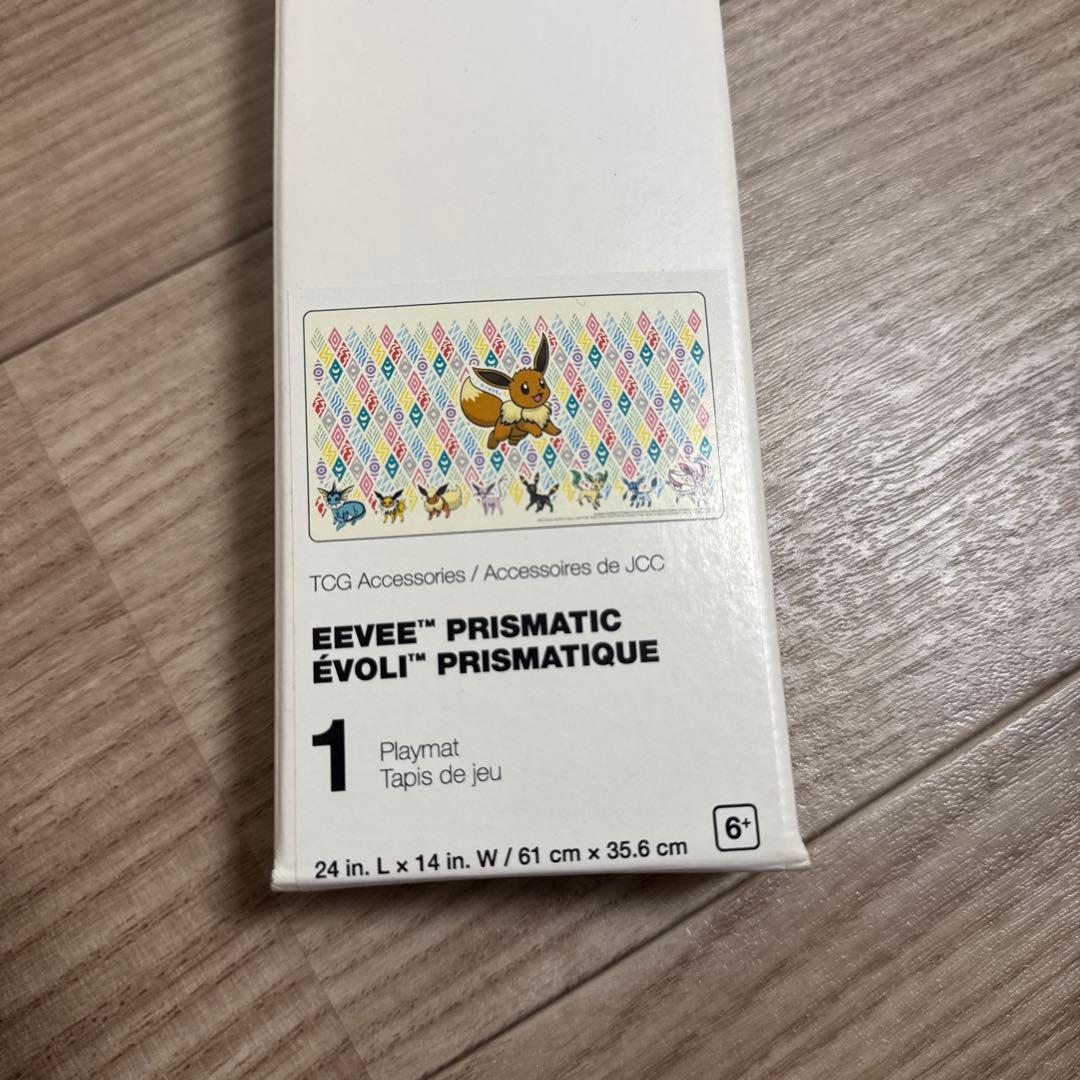 TCG Accessories / Accessoires de JCC
EEVEE™ PRISMATIC
ÉVOLI™ PRISMATIQUE
1
Playmat
Tapis de jeu
24 in. L x 14 in. W / 61 cm x 35.6 cm
6+